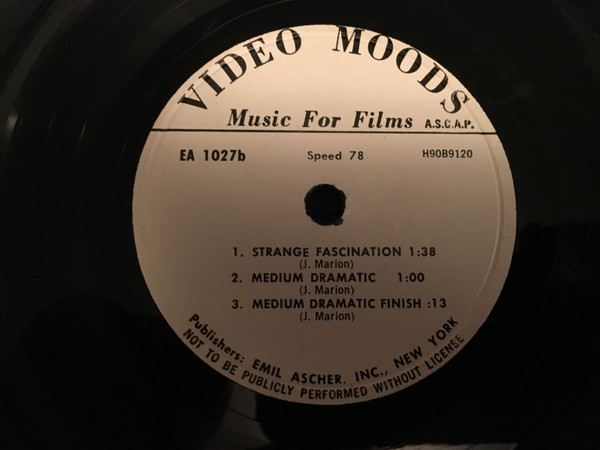 VIDEO MOODS
Music For Films A.S.C.A.P.
EA 1027b Speed 78 H90B9120
1. STRANGE FASCINATION 1:38
(J. Marion)
2. MEDIUM DRAMATIC 1:00
(J. Marion)
3. MEDIUM DRAMATIC FINISH :13
(J. Marion)
Publishers: EMIL ASCHER, INC., NEW YORK
NOT TO BE PUBLICLY PERFORMED WITHOUT LICENSE